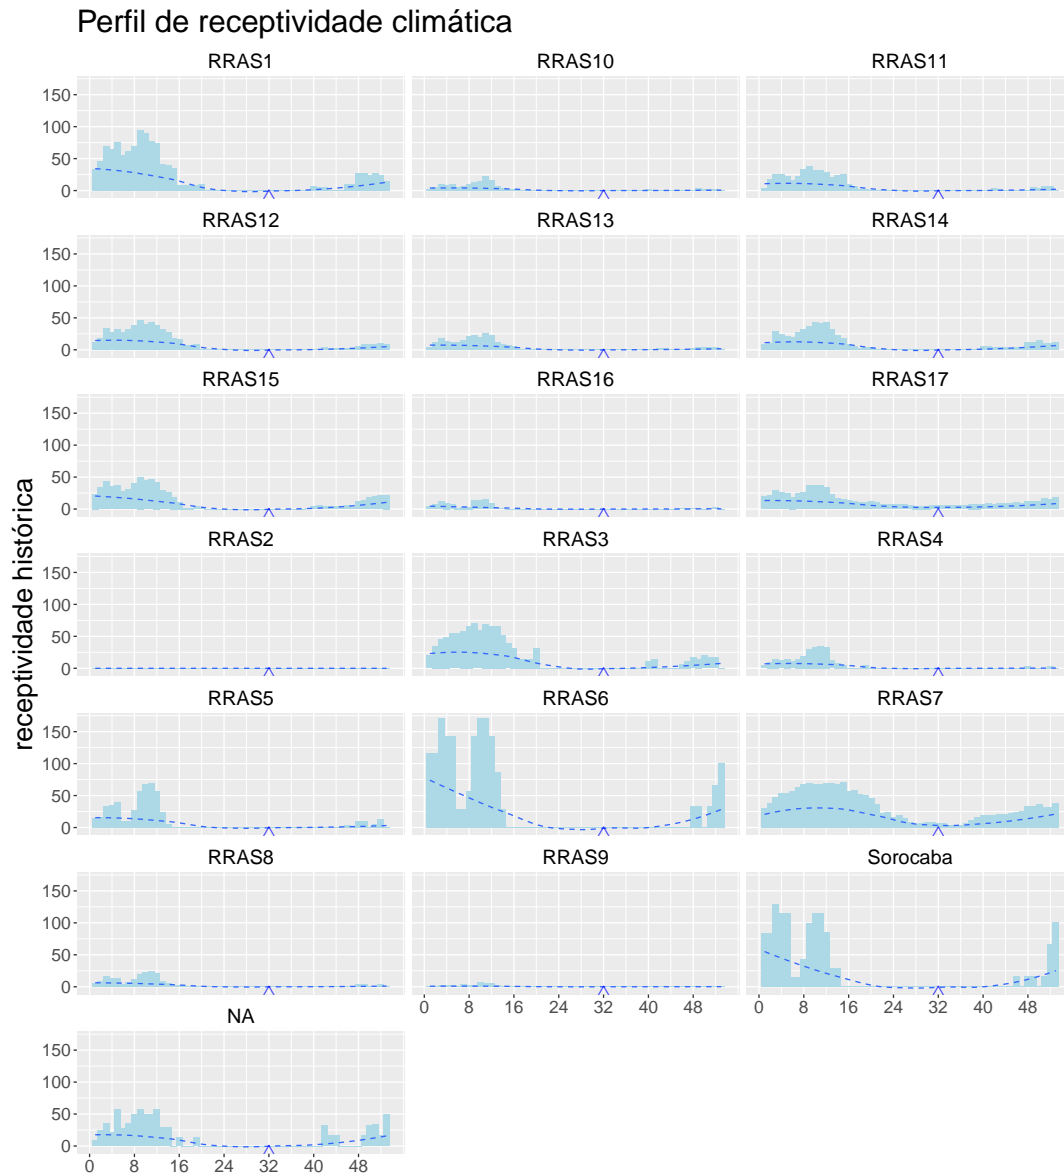 Perfil de receptividade climática
RRAS1 RRAS10 RRAS11
150
100
50
0
RRAS12 RRAS13 RRAS14
150
100
50
0
RRAS15 RRAS16 RRAS17
150
100
50
0
receptividade histórica
RRAS2 RRAS3 RRAS4
150
100
50
0
RRAS5 RRAS6 RRAS7
150
100
50
0
RRAS8 RRAS9 Sorocaba
150
100
50
0
0 8 16 24 32 40 48 0 8 16 24 32 40 48
NA
150
100
50
0
0 8 16 24 32 40 48